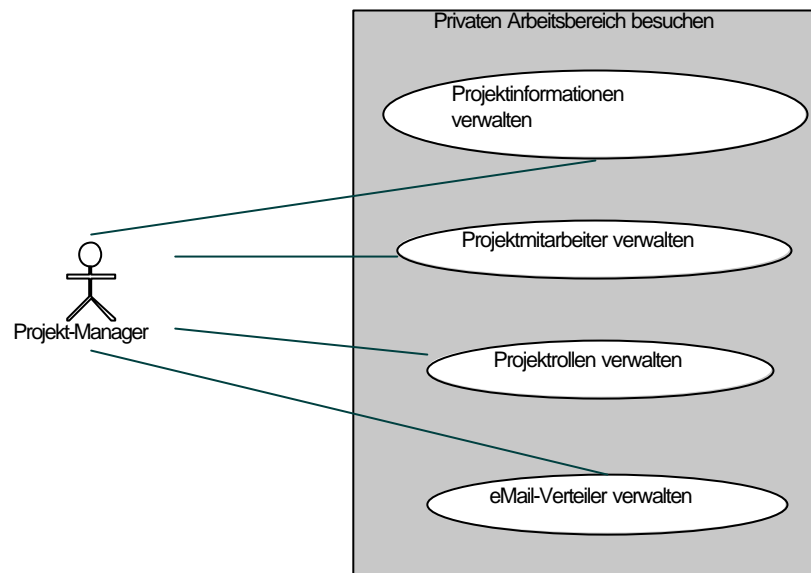 Privaten Arbeitsbereich besuchen
Projektinformationen
verwalten
Projektmitarbeiter verwalten
Projekt-Manager
Projektrollen verwalten
eMail-Verteiler verwalten